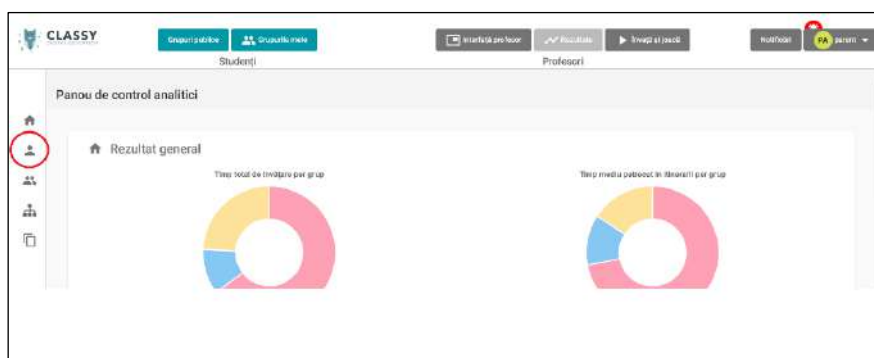 CLASSY
Grupuri publice
Grupurile mele
Studenți
Interfață profesor
Rezultate
Învață și joacă
Profesori
Notificări
PA parent
Panou de control analitici
Rezultat general
Timp total de învățare per grup
Timp mediu petrecut în itinerarii per grup